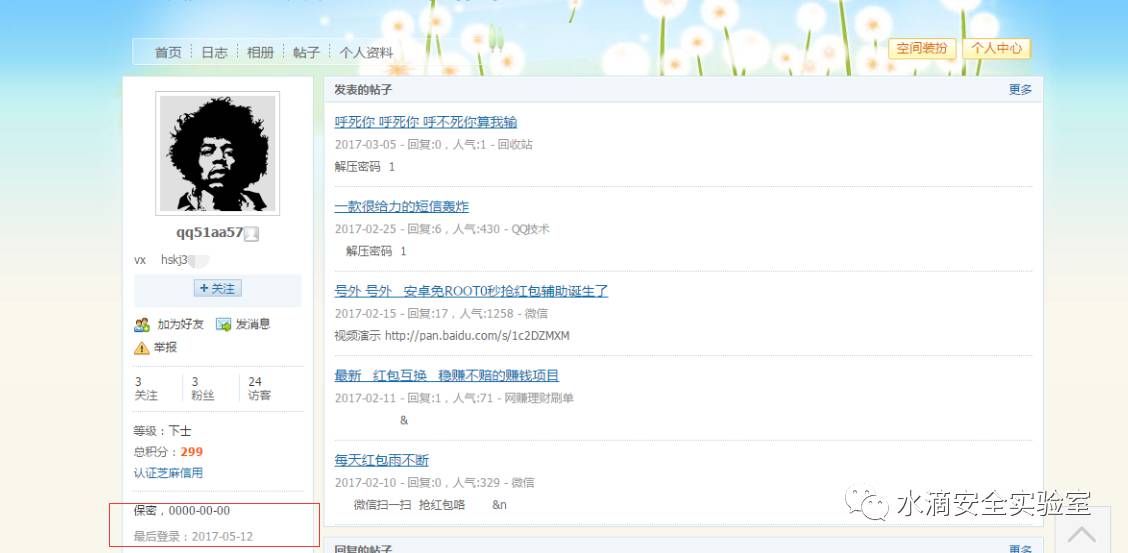 首页 日志 相册 帖子 个人资料
空间装扮 个人中心
qq51aa57
vx hskj3
+关注
加为好友 发消息
举报
3 3 24
关注 粉丝 访客
等级：下士
总积分：299
认证芝麻信用
保密，0000-00-00
最后登录：2017-05-12
发表的帖子 更多
呼死你 呼死你 呼不死你算我输
2017-03-05 - 回复:0，人气:1 - 回收站
解压密码 1
一款很给力的短信轰炸
2017-02-25 - 回复:6，人气:430 - QQ技术
解压密码 1
号外 号外 安卓免ROOT0秒抢红包辅助诞生了
2017-02-15 - 回复:17，人气:1258 - 微信
视频演示 http://pan.baidu.com/s/1c2DZMXM
最新 红包互换 稳赚不赔的赚钱项目
2017-02-11 - 回复:1，人气:71 - 网赚理财刷单
&
每天红包雨不断
2017-02-10 - 回复:0，人气:329 - 微信
微信扫一扫 抢红包咯 &n
水滴安全实验室
回复的帖子 更多